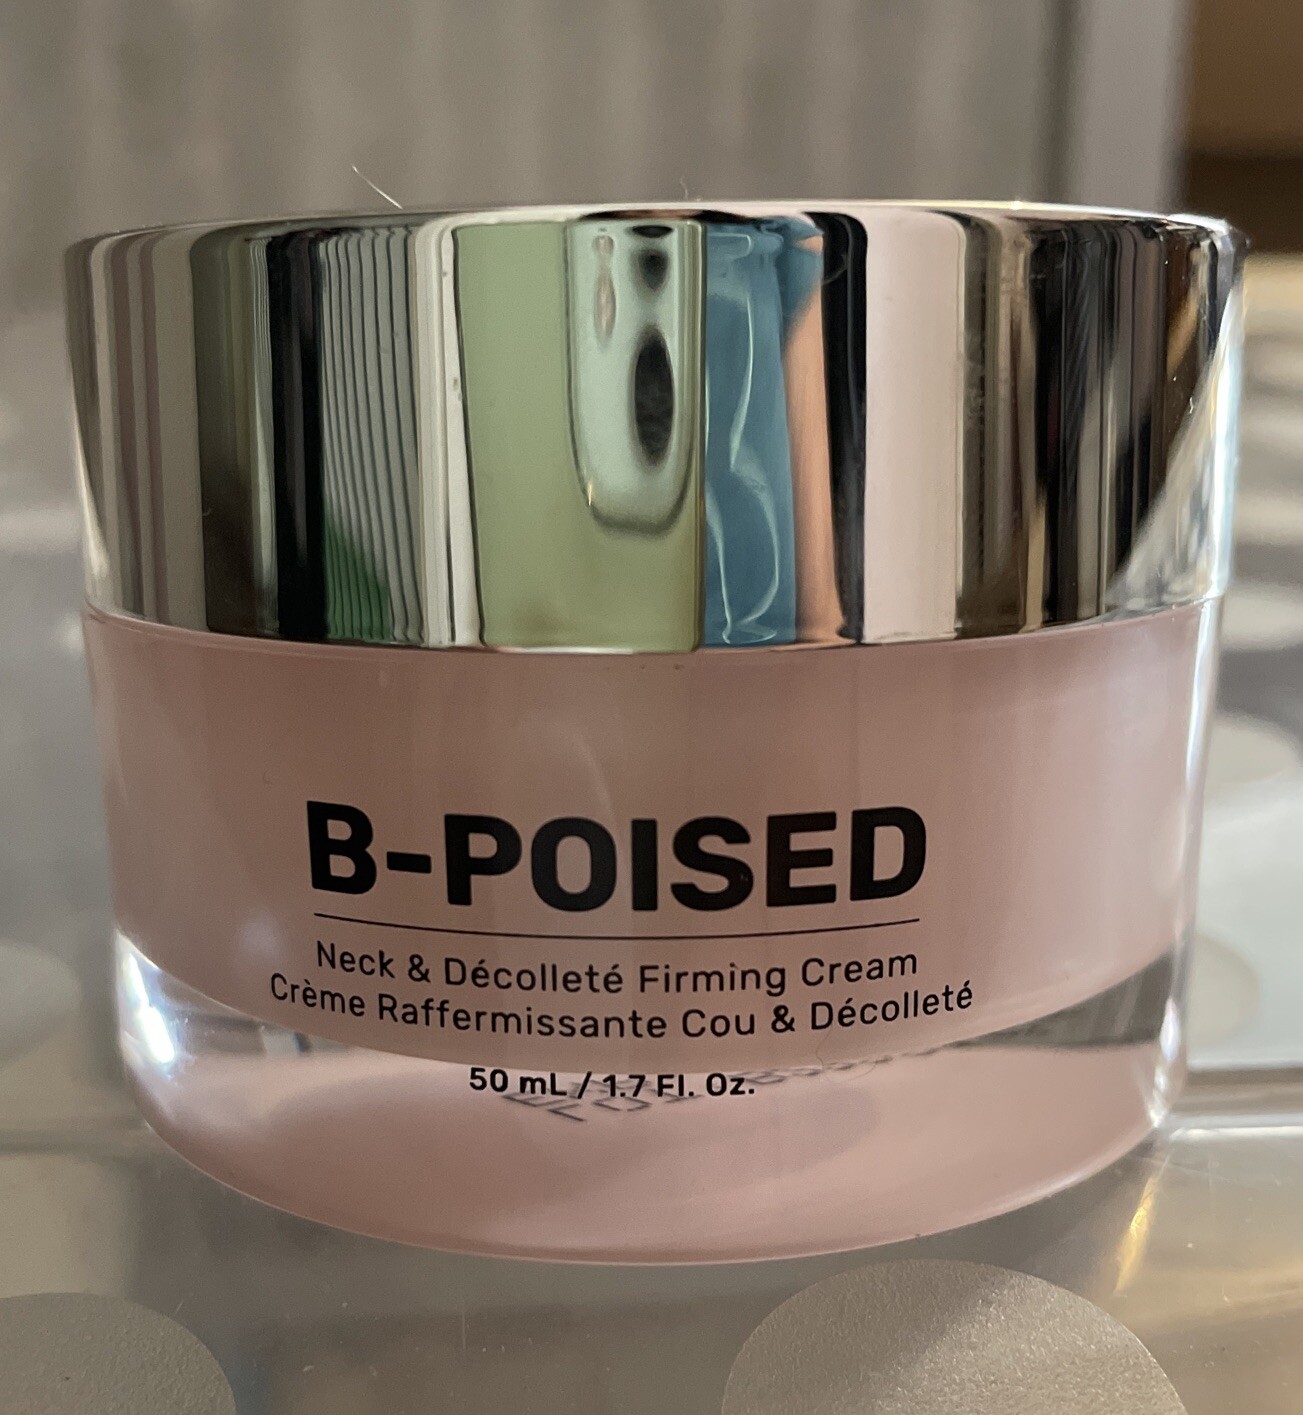 B-POISED
Neck & Décolleté Firming Cream
Crème Raffermissante Cou & Décolleté
50 mL / 1.7 Fl. Oz.